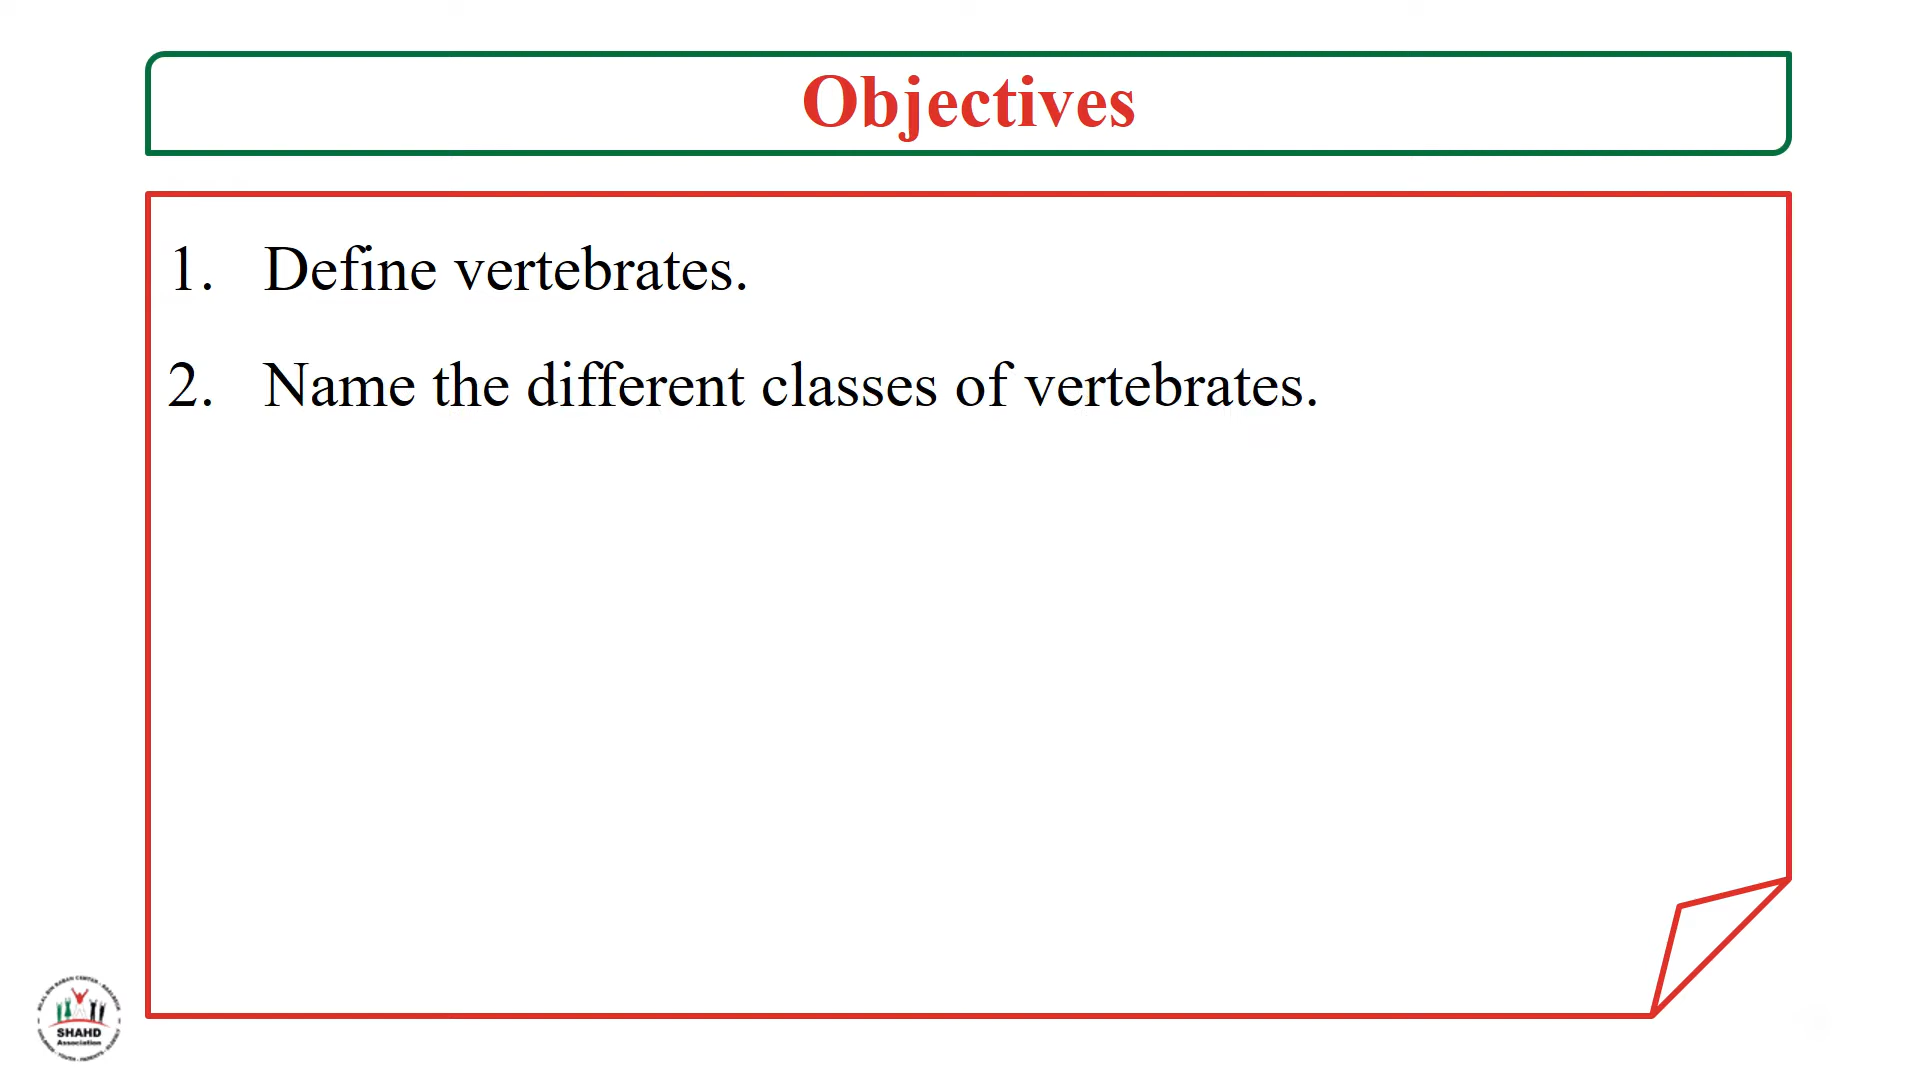 Objectives
1. Define vertebrates.
2. Name the different classes of vertebrates.
SHAHD
Association